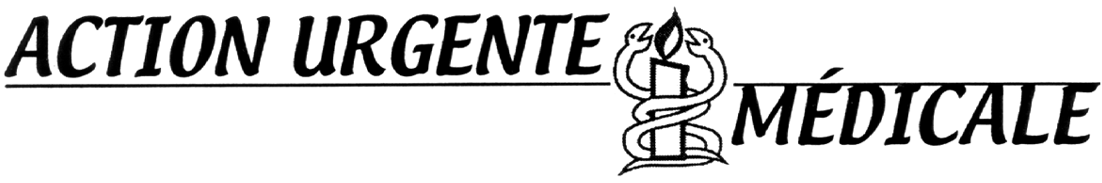 ACTION URGENTE
MÉDICALE